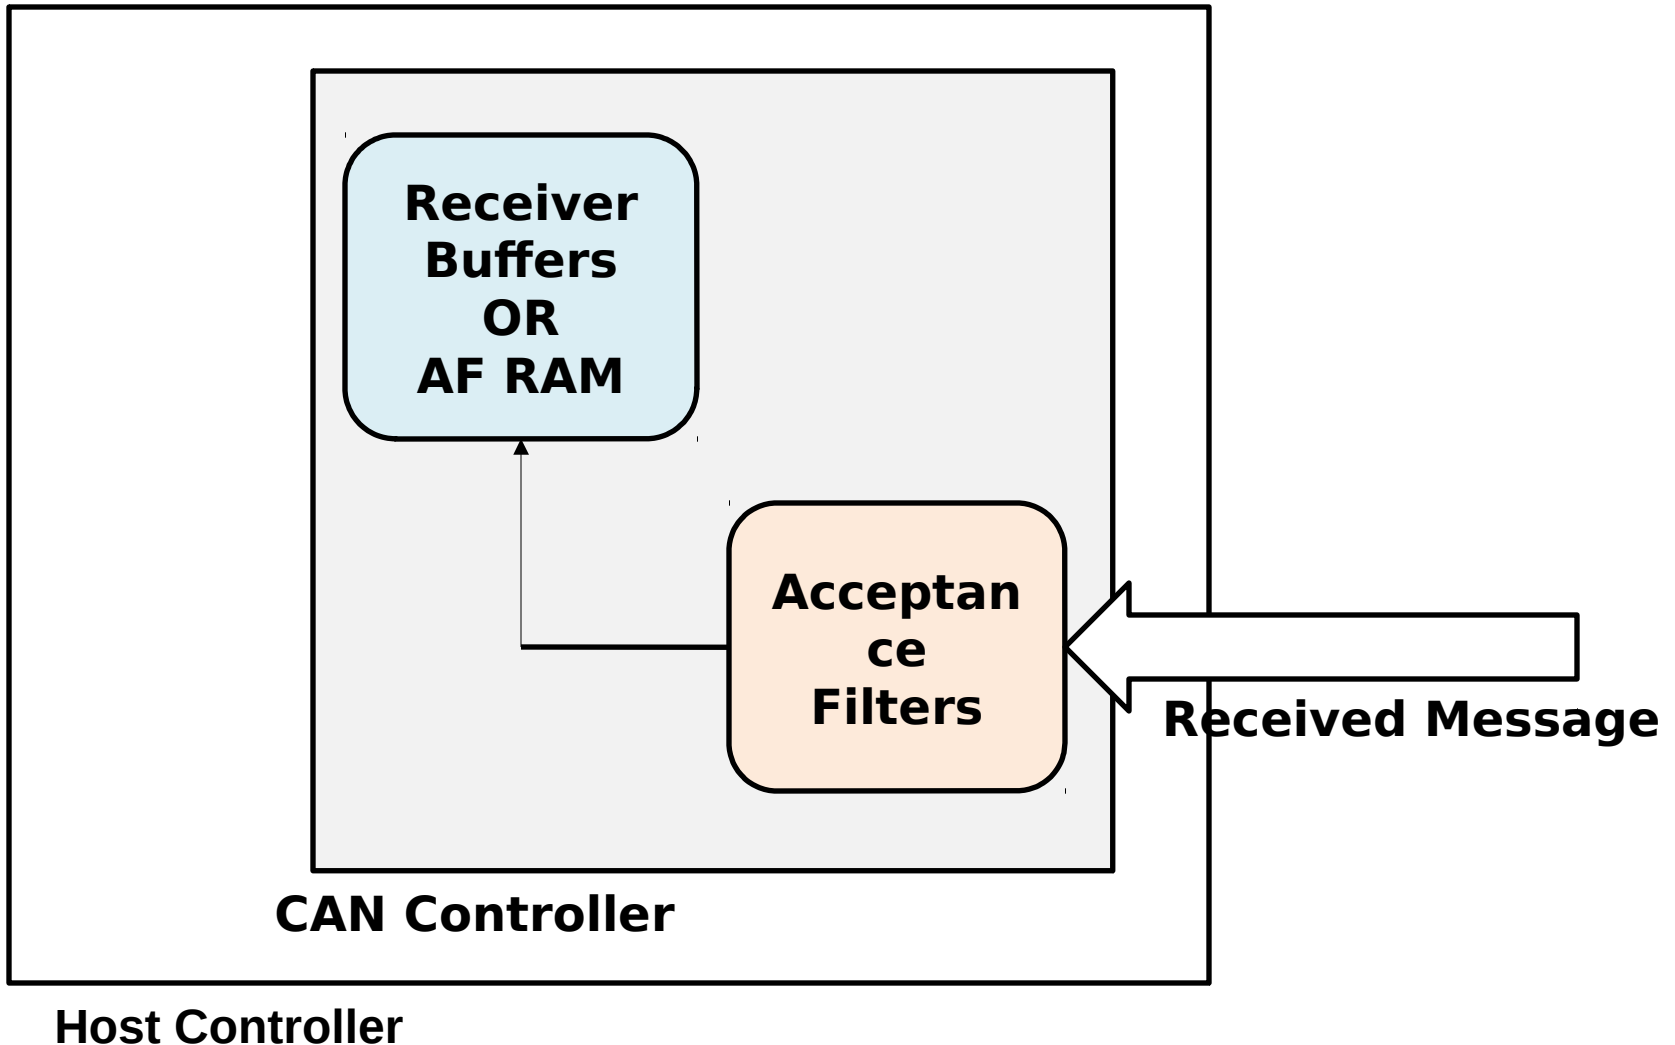 Receiver
Buffers
OR
AF RAM
Acceptan
ce
Filters
Received Message
CAN Controller
Host Controller